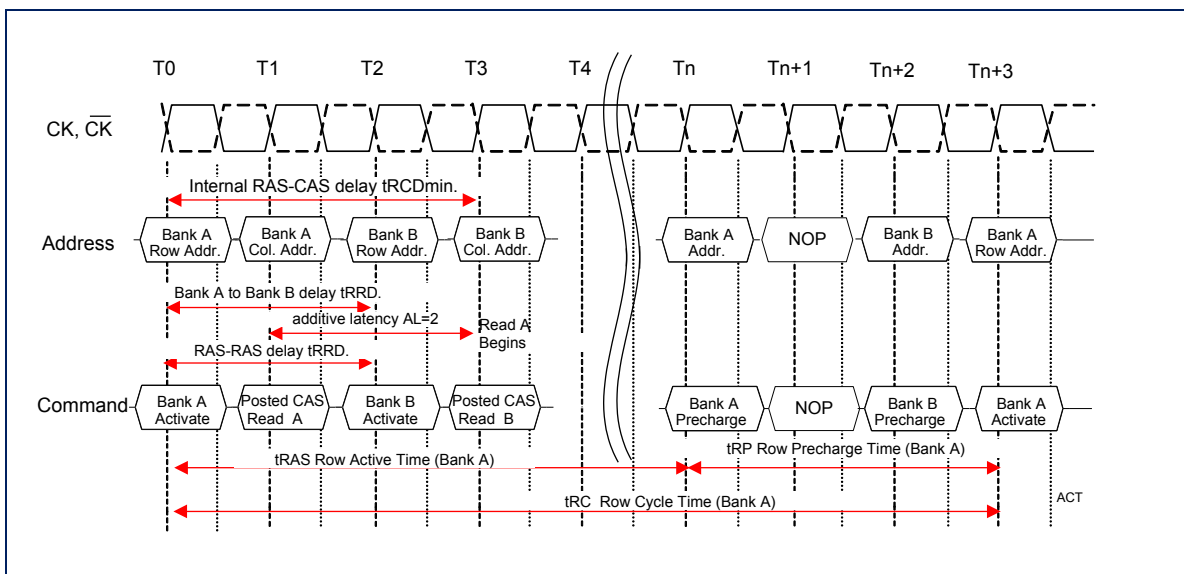 T0 T1 T2 T3 T4 Tn Tn+1 Tn+2 Tn+3
CK, C̅K̅
Internal RAS-CAS delay tRCDmin.
Address
Bank A
Row Addr.
Bank A
Col. Addr.
Bank B
Row Addr.
Bank B
Col. Addr.
Bank A
Addr.
NOP
Bank B
Addr.
Bank A
Row Addr.
Bank A to Bank B delay tRRD.
additive latency AL=2
Read A
Begins
RAS-RAS delay tRRD.
Command
Bank A
Activate
Posted CAS
Read A
Bank B
Activate
Posted CAS
Read B
Bank A
Precharge
NOP
Bank B
Precharge
Bank A
Activate
tRAS Row Active Time (Bank A)
tRP Row Precharge Time (Bank A)
tRC Row Cycle Time (Bank A)
ACT